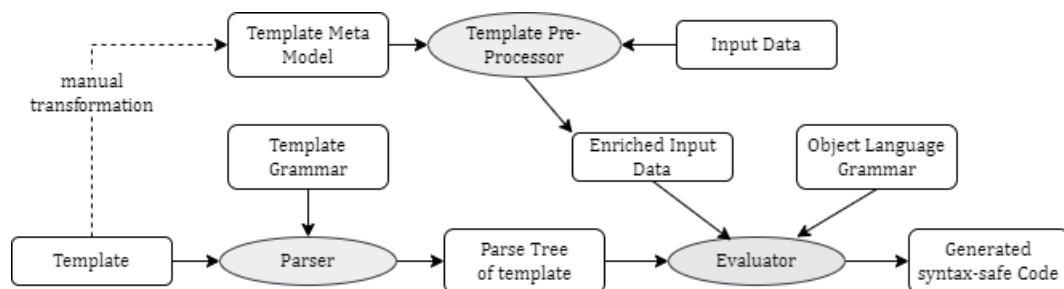 Template Meta
Model
Template Pre-
Processor
Input Data
manual
transformation
Template
Grammar
Enriched Input
Data
Object Language
Grammar
Template
Parser
Parse Tree
of template
Evaluator
Generated
syntax-safe Code